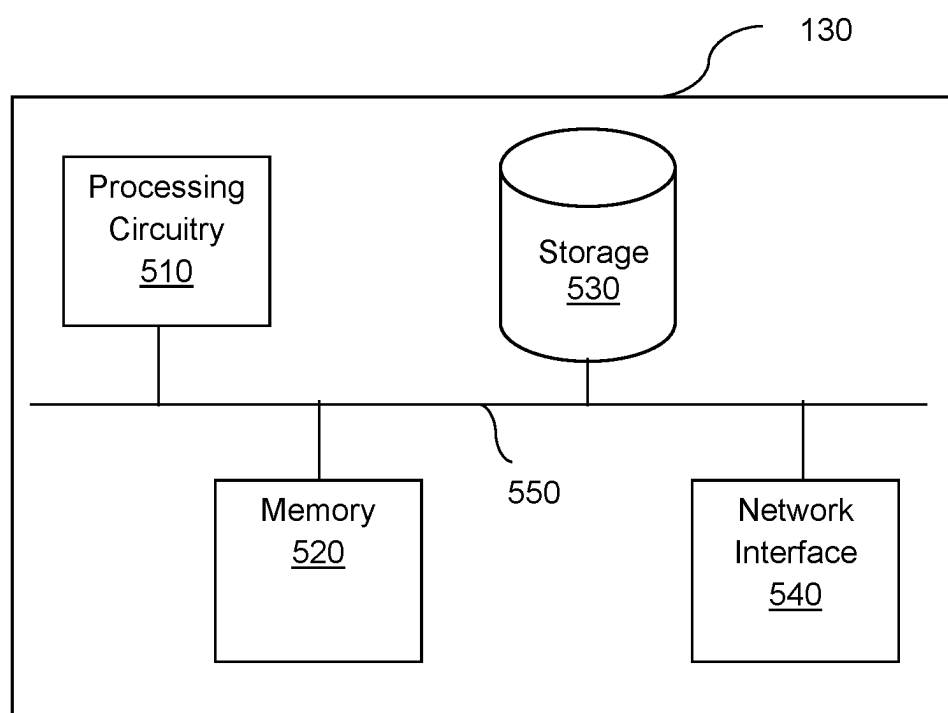 130
Processing
Circuitry
510
Storage
530
550
Memory
520
Network
Interface
540